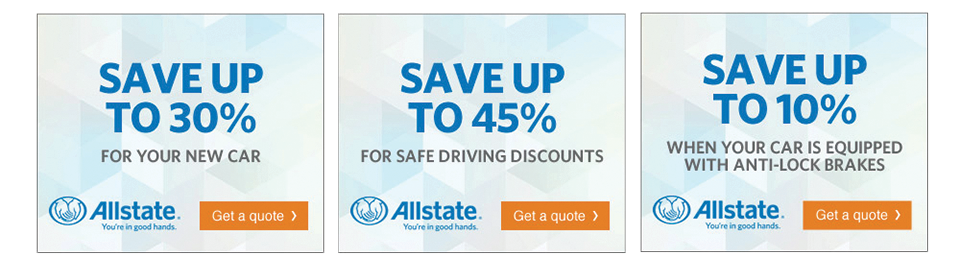 SAVE UP
TO 30%
FOR YOUR NEW CAR
Allstate.
You're in good hands.
Get a quote ›
SAVE UP
TO 45%
FOR SAFE DRIVING DISCOUNTS
Allstate.
You're in good hands.
Get a quote ›
SAVE UP
TO 10%
WHEN YOUR CAR IS EQUIPPED
WITH ANTI-LOCK BRAKES
Allstate.
You're in good hands.
Get a quote ›